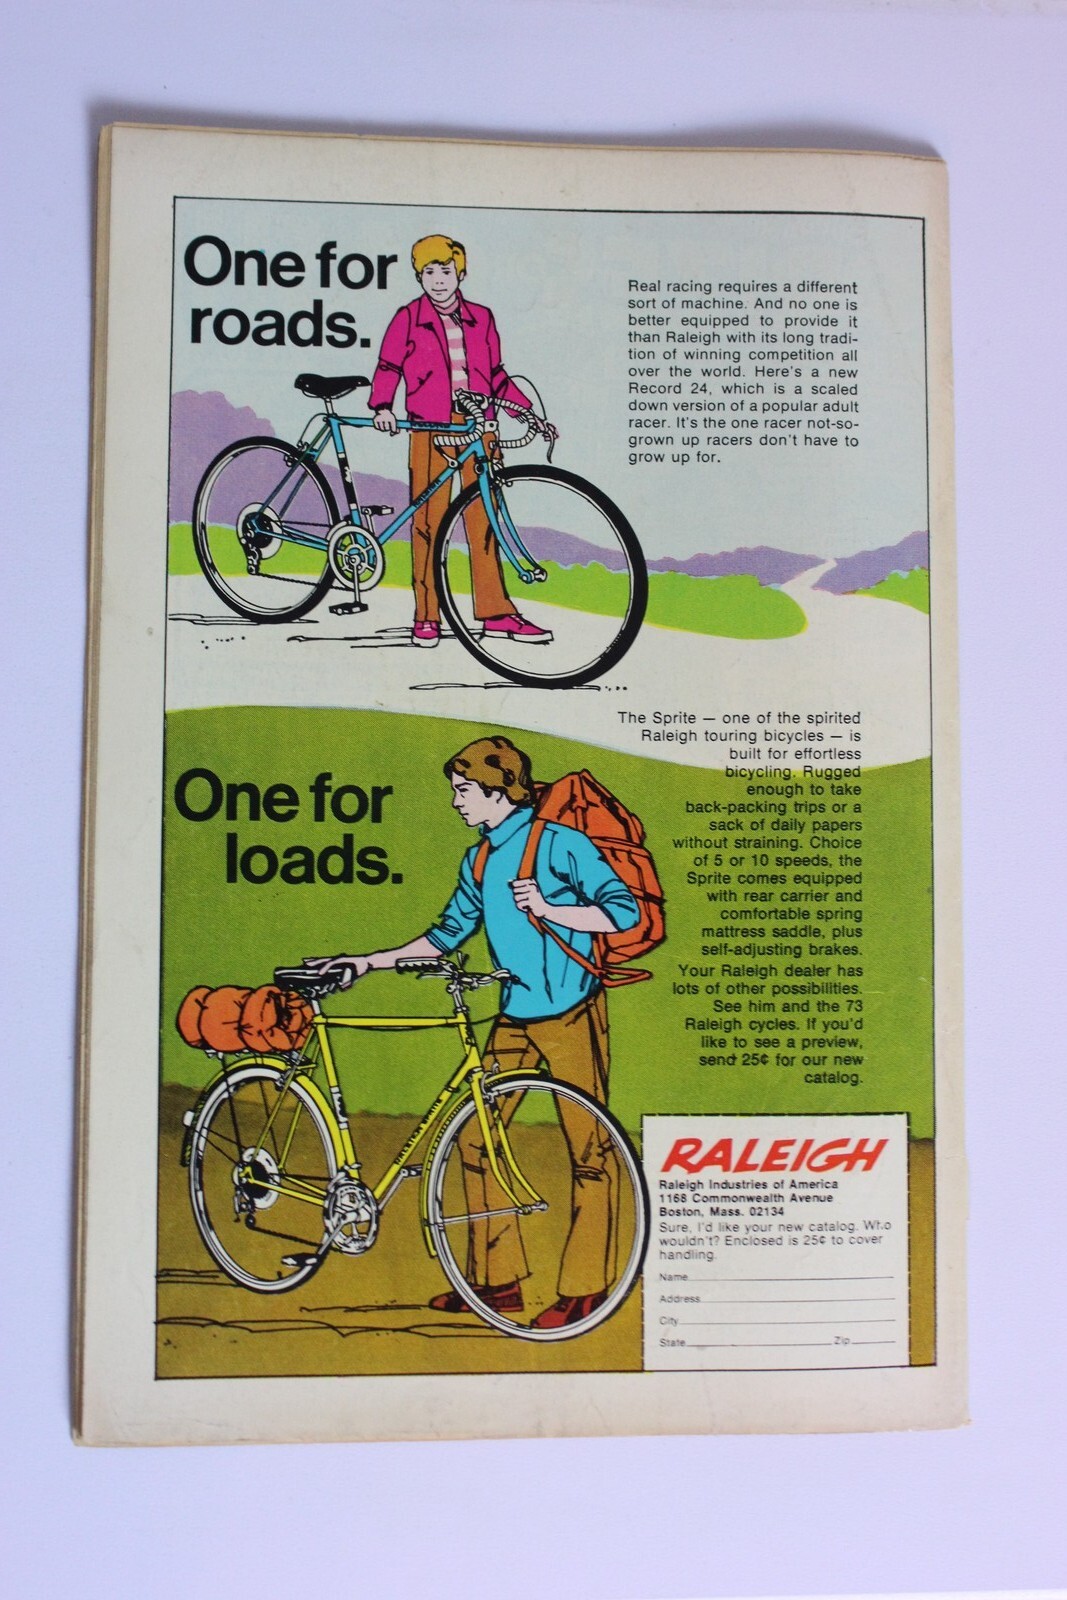 One for
roads.
Real racing requires a different
sort of machine. And no one is
better equipped to provide it
than Raleigh with its long tradi-
tion of winning competition all
over the world. Here's a new
Record 24, which is a scaled
down version of a popular adult
racer. It's the one racer not-so-
grown up racers don't have to
grow up for.
RALEIGH
The Sprite — one of the spirited
Raleigh touring bicycles — is
built for effortless
bicycling. Rugged
enough to take
back-packing trips or a
sack of daily papers
without straining. Choice
of 5 or 10 speeds, the
Sprite comes equipped
with rear carrier and
comfortable spring
mattress saddle, plus
self-adjusting brakes.
Your Raleigh dealer has
lots of other possibilities.
See him and the 73
Raleigh cycles. If you'd
like to see a preview,
send 25¢ for our new
catalog.
One for
loads.
RALEIGH SPRITE
RALEIGH
Raleigh Industries of America
1168 Commonwealth Avenue
Boston, Mass. 02134
Sure, I'd like your new catalog. Who
wouldn't? Enclosed is 25¢ to cover
handling.
Name
Address
City
State Zip